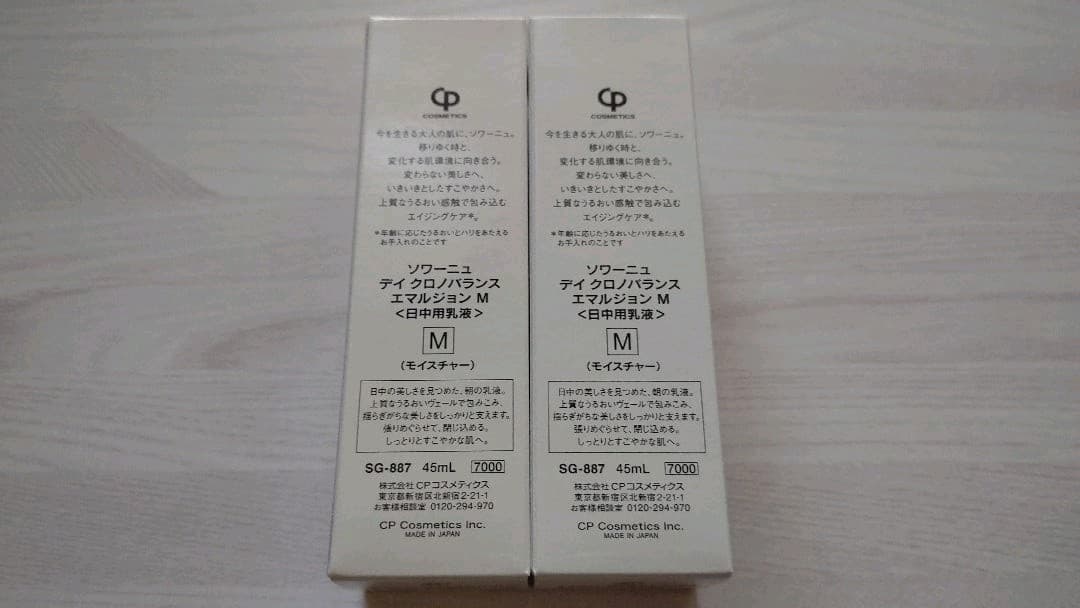 CP
COSMETICS
今を生きる大人の肌に、ソワーニュ。
移りゆく時と、
変化する肌環境に向き合う。
変わらない美しさへ、
いきいきとしたすこやかさへ。
上質なうるおい感触で包み込む
エイジングケア*。
*年齢に応じたうるおいとハリをあたえる
お手入れのことです
ソワーニュ
デイ クロノバランス
エマルジョン M
<日中用乳液>
M
(モイスチャー)
日中の美しさを見つめた、朝の乳液。
上質なうるおいヴェールで包みこみ、
揺らぎがちな美しさをしっかりと支えます。
張りめぐらせて、閉じ込める。
しっとりとすこやかな肌へ。
SG-887 45mL 7000
株式会社CPコスメティクス
東京都新宿区北新宿2-21-1
お客様相談室 0120-294-970
CP Cosmetics Inc.
MADE IN JAPAN
CP
COSMETICS
今を生きる大人の肌に、ソワーニュ。
移りゆく時と、
変化する肌環境に向き合う。
変わらない美しさへ、
いきいきとしたすこやかさへ。
上質なうるおい感触で包み込む
エイジングケア*。
*年齢に応じたうるおいとハリをあたえる
お手入れのことです
ソワーニュ
デイ クロノバランス
エマルジョン M
<日中用乳液>
M
(モイスチャー)
日中の美しさを見つめた、朝の乳液。
上質なうるおいヴェールで包みこみ、
揺らぎがちな美しさをしっかりと支えます。
張りめぐらせて、閉じ込める。
しっとりとすこやかな肌へ。
SG-887 45mL 7000
株式会社CPコスメティクス
東京都新宿区北新宿2-21-1
お客様相談室 0120-294-970
CP Cosmetics Inc.
MADE IN JAPAN